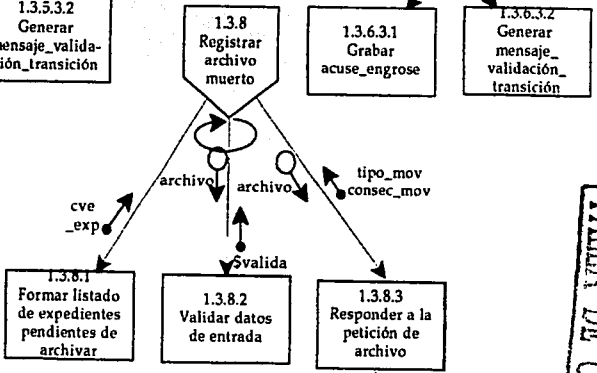 1.3.5.3.2
Generar
mensaje_valida-
ión_transición
1.3.8
Registrar
archivo
muerto
1.3.6.3.1
Grabar
acuse_engrose
1.3.6.3.2
Generar
mensaje_
validación_
transición
cve
_exp
archivo
archivo
tipo_mov
consec_mov
$valida
1.3.8.1
Formar listado
de expedientes
pendientes de
archivar
1.3.8.2
Validar datos
de entrada
1.3.8.3
Responder a la
petición de
archivo
DE